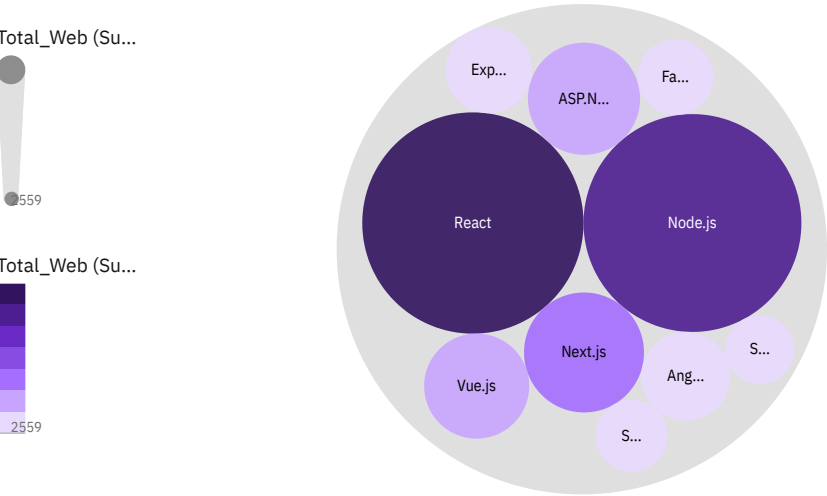 Total_Web (Su...
2559
Total_Web (Su...
2559
Exp...
ASP.N...
Fa...
React
Node.js
Next.js
S...
Vue.js
Ang...
S...